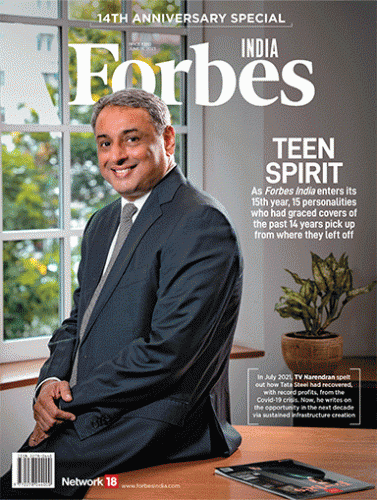 14TH ANNIVERSARY SPECIAL
INDIA
Forbes
TEEN
SPIRIT
As Forbes India enters its
15th year, 15 personalities
who had graced covers of
the past 14 years pick up
from where they left off
In July 2021, TV Narendran spelt
out how Tata Steel had recovered,
with record profits, from the
Covid-19 crisis. Now, he writes on
the opportunity in the next decade
via sustained infrastructure creation
Network 18
www.forbesindia.com